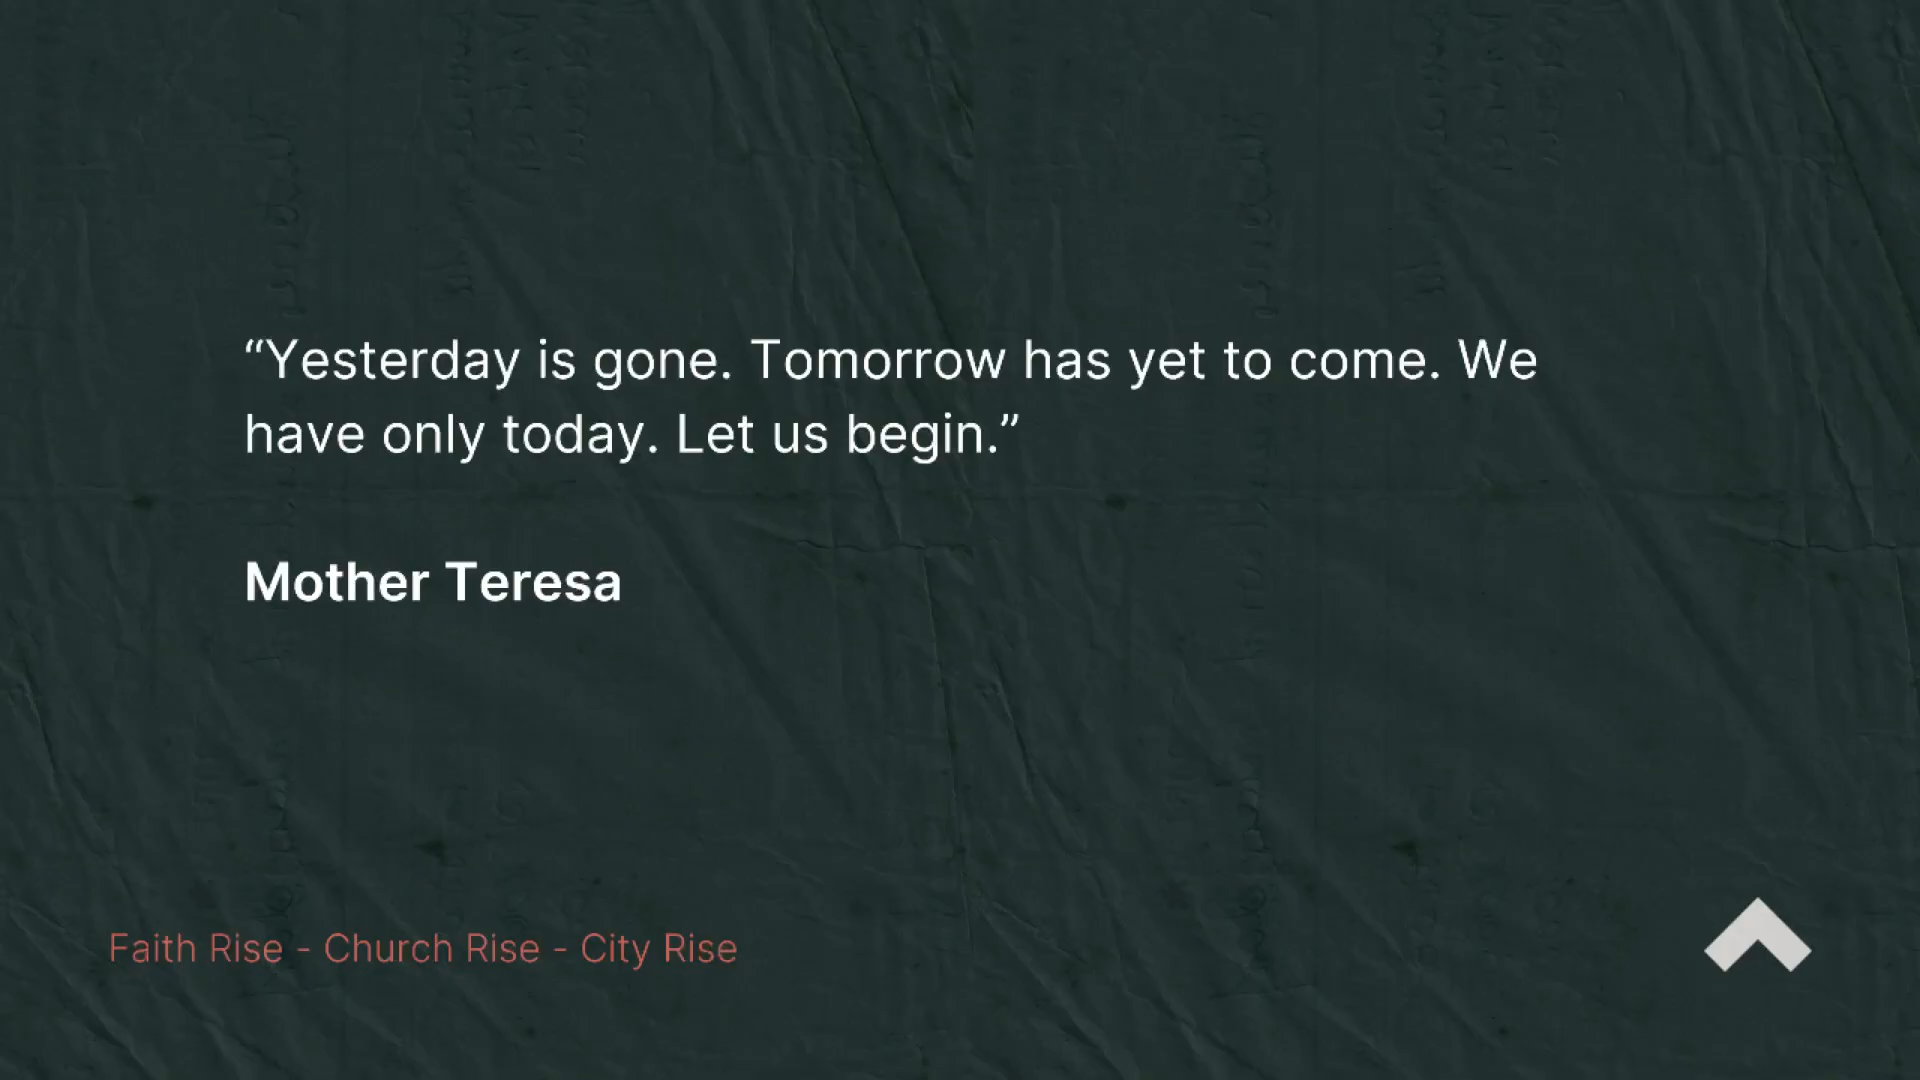 “Yesterday is gone. Tomorrow has yet to come. We
have only today. Let us begin.”
Mother Teresa
Faith Rise - Church Rise - City Rise